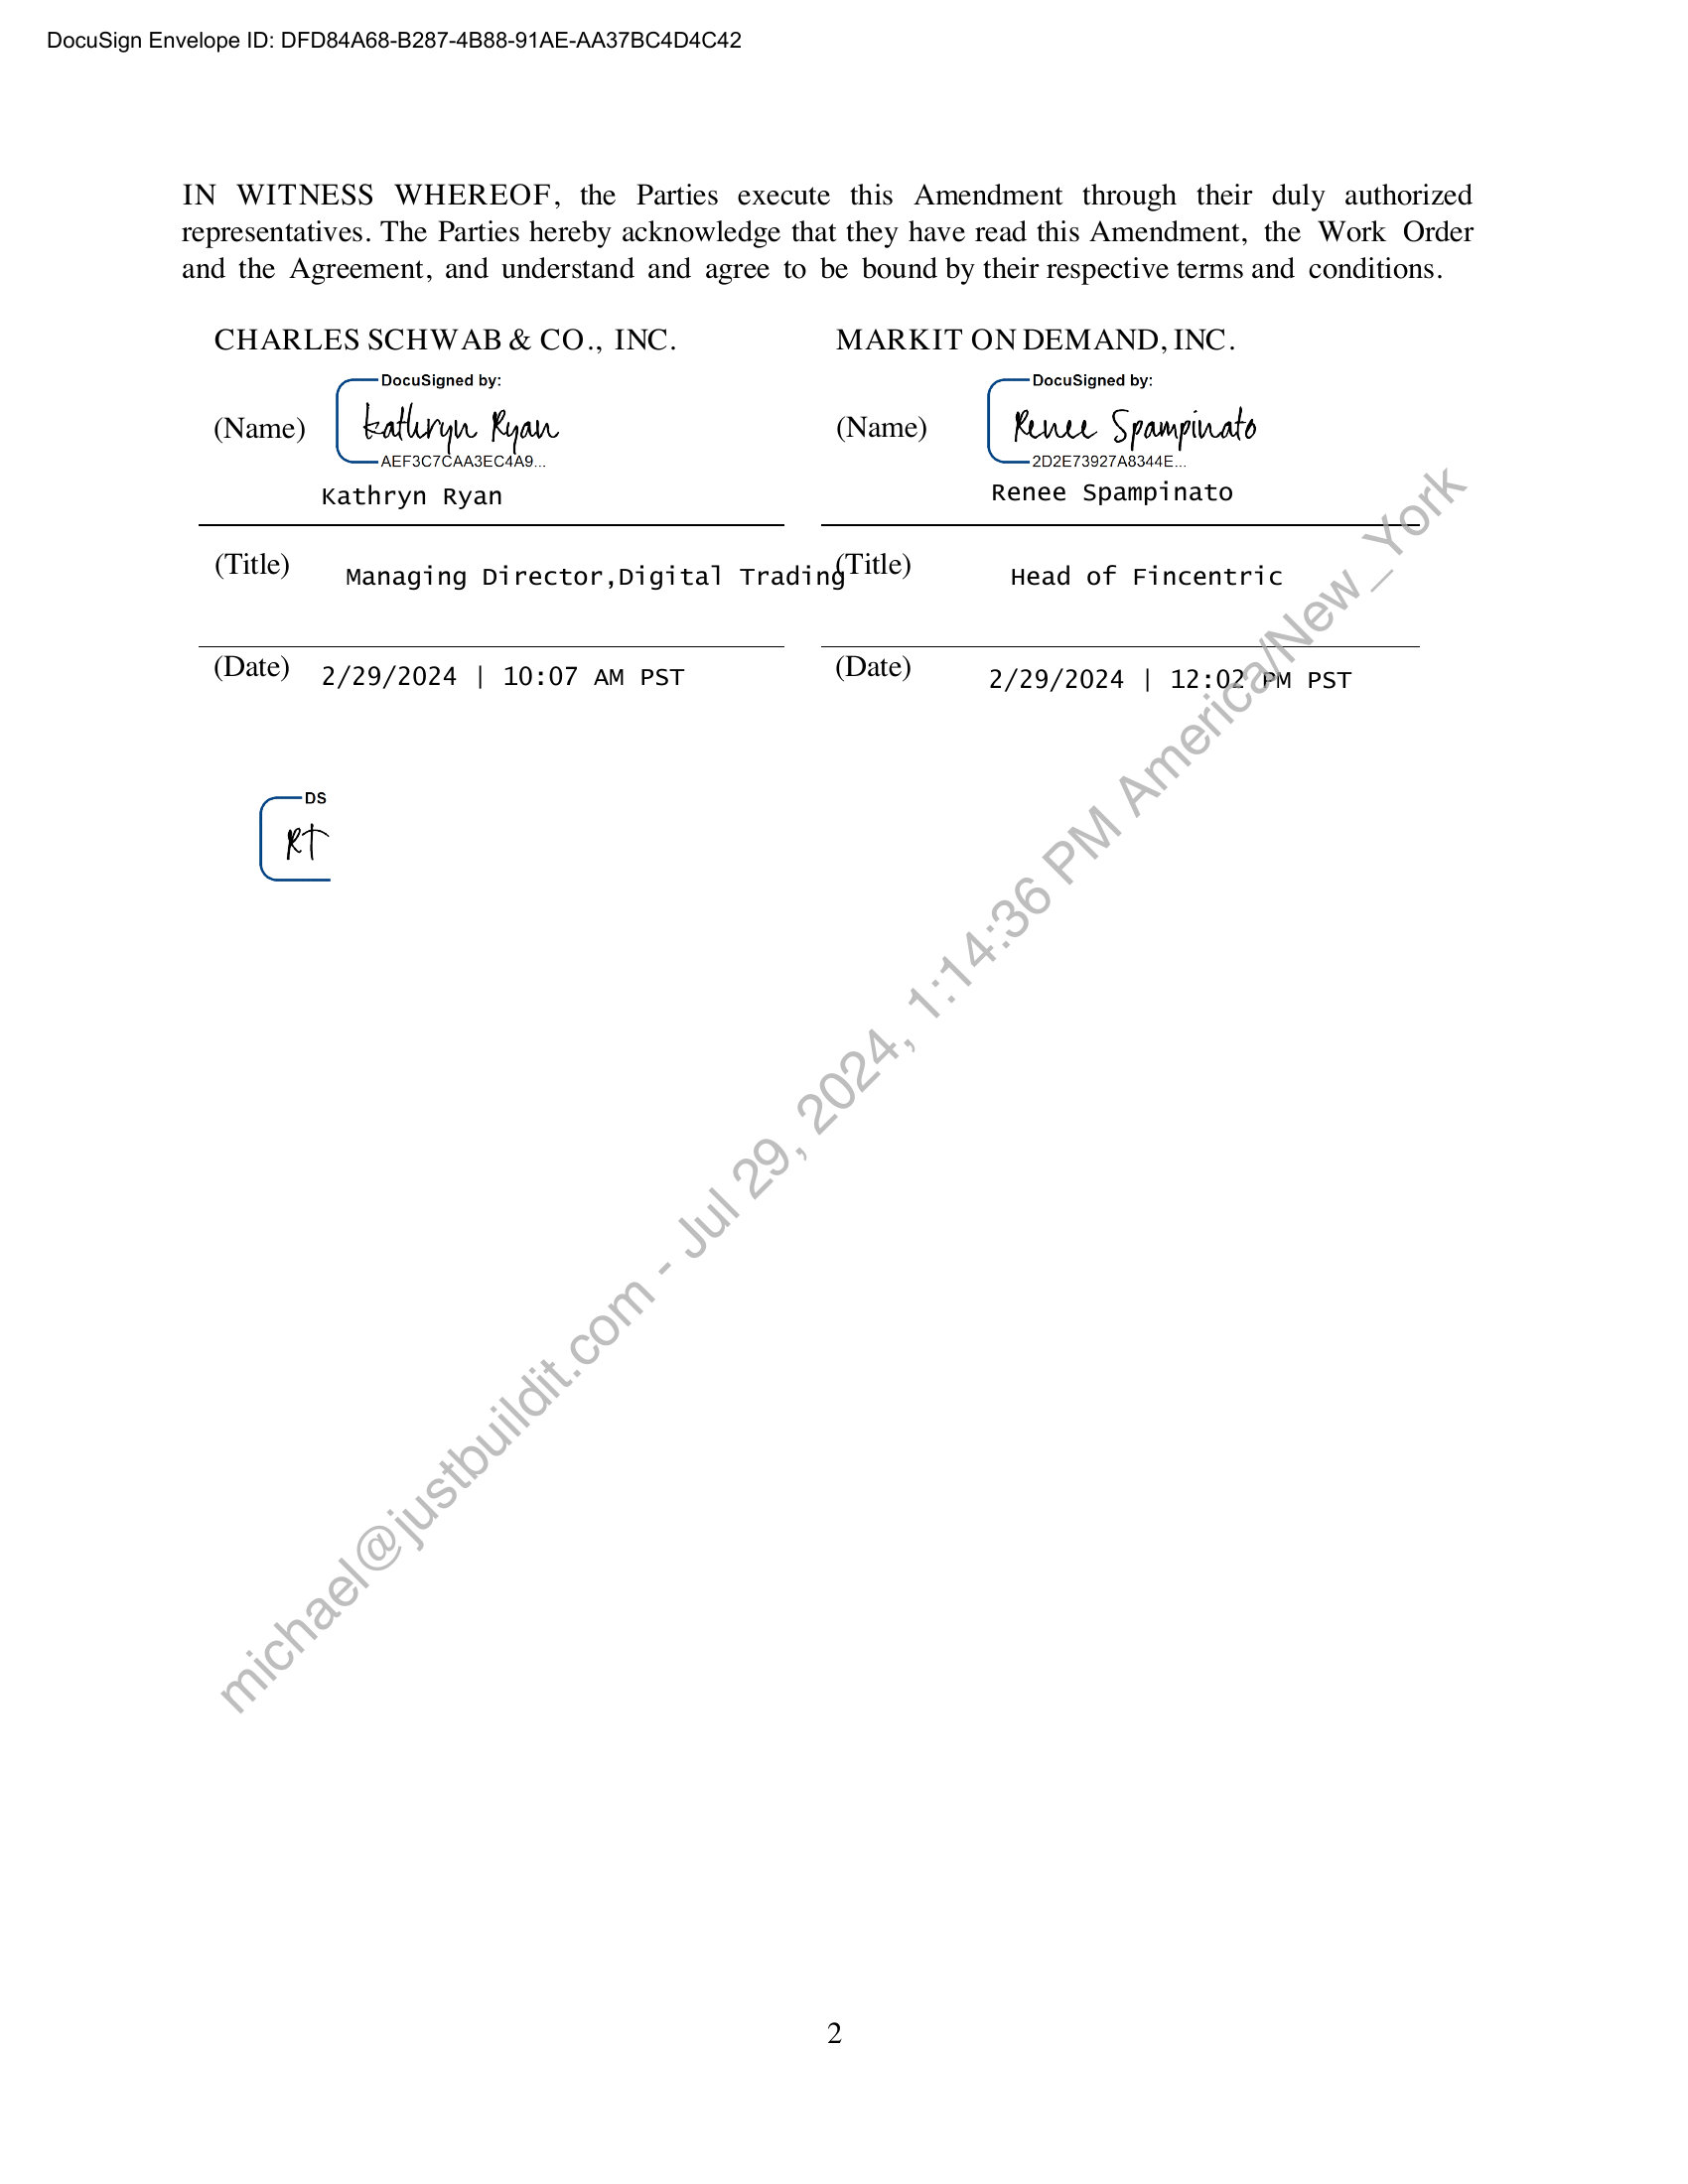 DocuSign Envelope ID: DFD84A68-B287-4B88-91AE-AA37BC4D4C42
IN WITNESS WHEREOF, the Parties execute this Amendment through their duly authorized
representatives. The Parties hereby acknowledge that they have read this Amendment, the Work Order
and the Agreement, and understand and agree to be bound by their respective terms and conditions.
CHARLES SCHWAB & CO., INC.
DocuSigned by:
(Name) Kathryn Ryan
AEF3C7CAA3EC4A9...
Kathryn Ryan
(Title) Managing Director,Digital Trading
(Date) 2/29/2024 | 10:07 AM PST
MARKIT ON DEMAND, INC.
DocuSigned by:
(Name) Renee Spampinato
2D2E73927A8344E...
Renee Spampinato
(Title) Head of Fincentric
(Date) 2/29/2024 | 12:02 PM PST
DS
RT
michael@justbuildit.com - Jul 29, 2024, 1:14:36 PM America/New_York
2